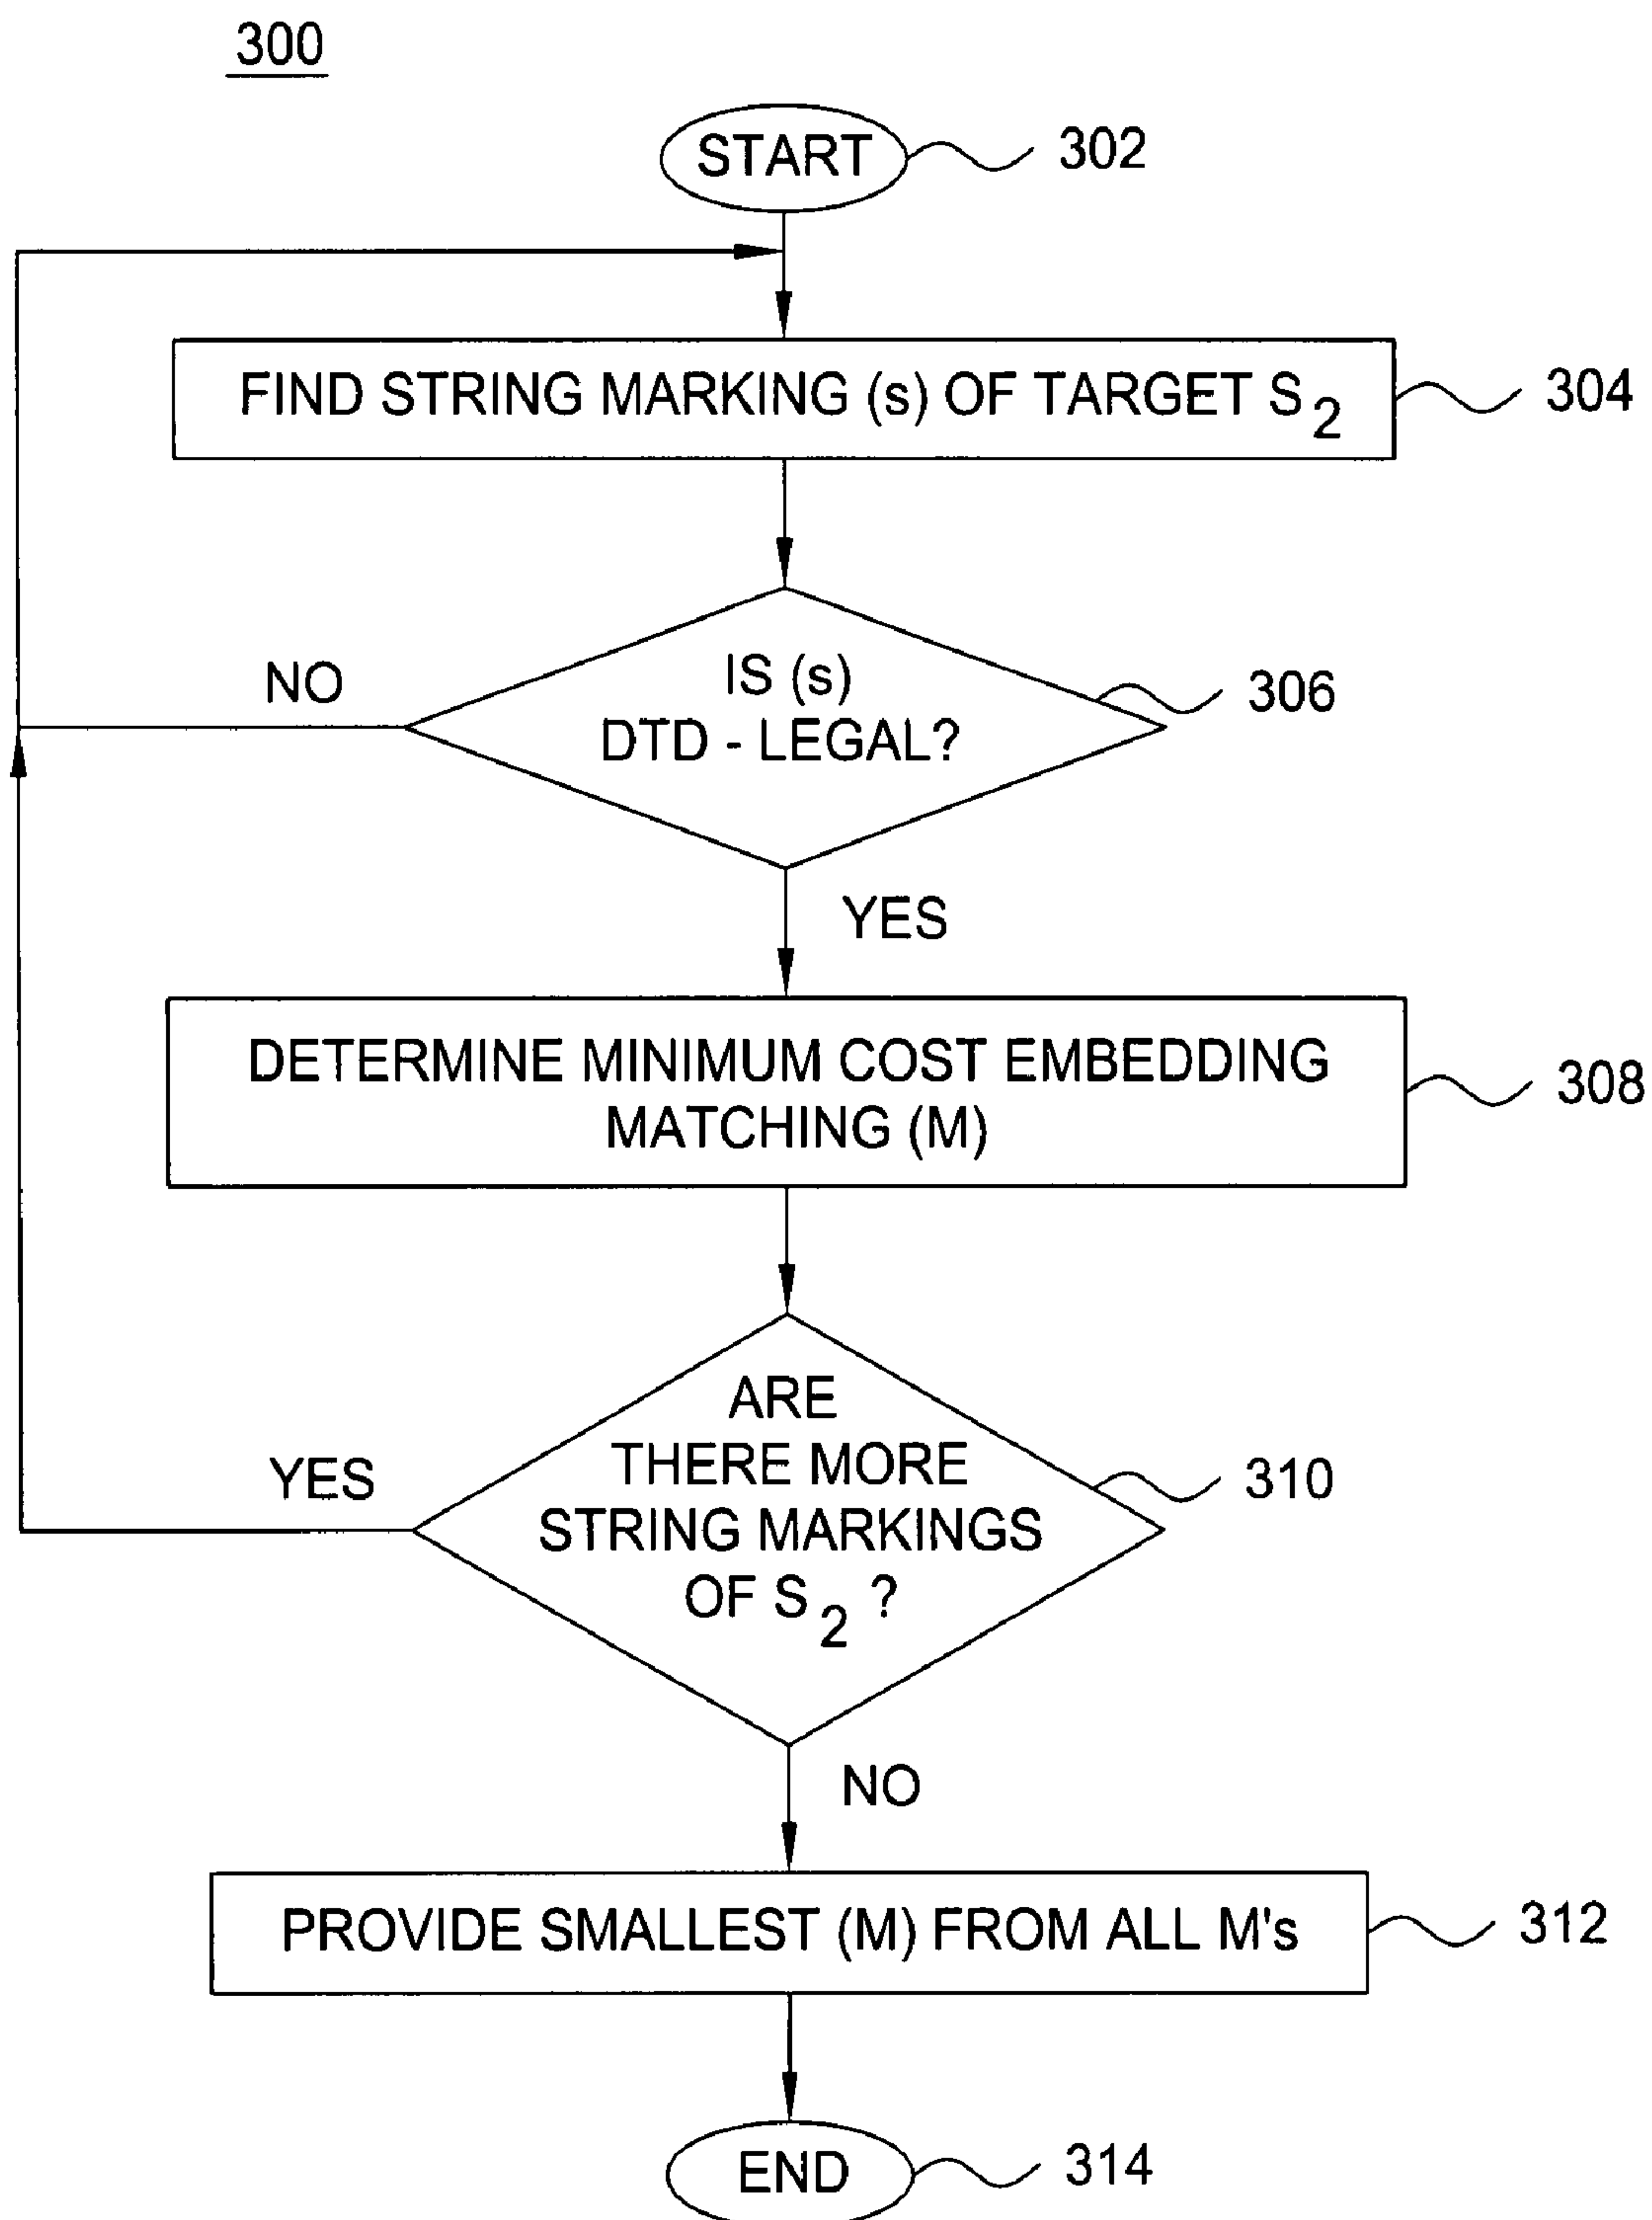 300
START
302
FIND STRING MARKING (s) OF TARGET S2
304
IS (s)
DTD - LEGAL?
306
NO
YES
DETERMINE MINIMUM COST EMBEDDING
MATCHING (M)
308
ARE
THERE MORE
STRING MARKINGS
OF S2 ?
310
YES
NO
PROVIDE SMALLEST (M) FROM ALL M's
312
END
314